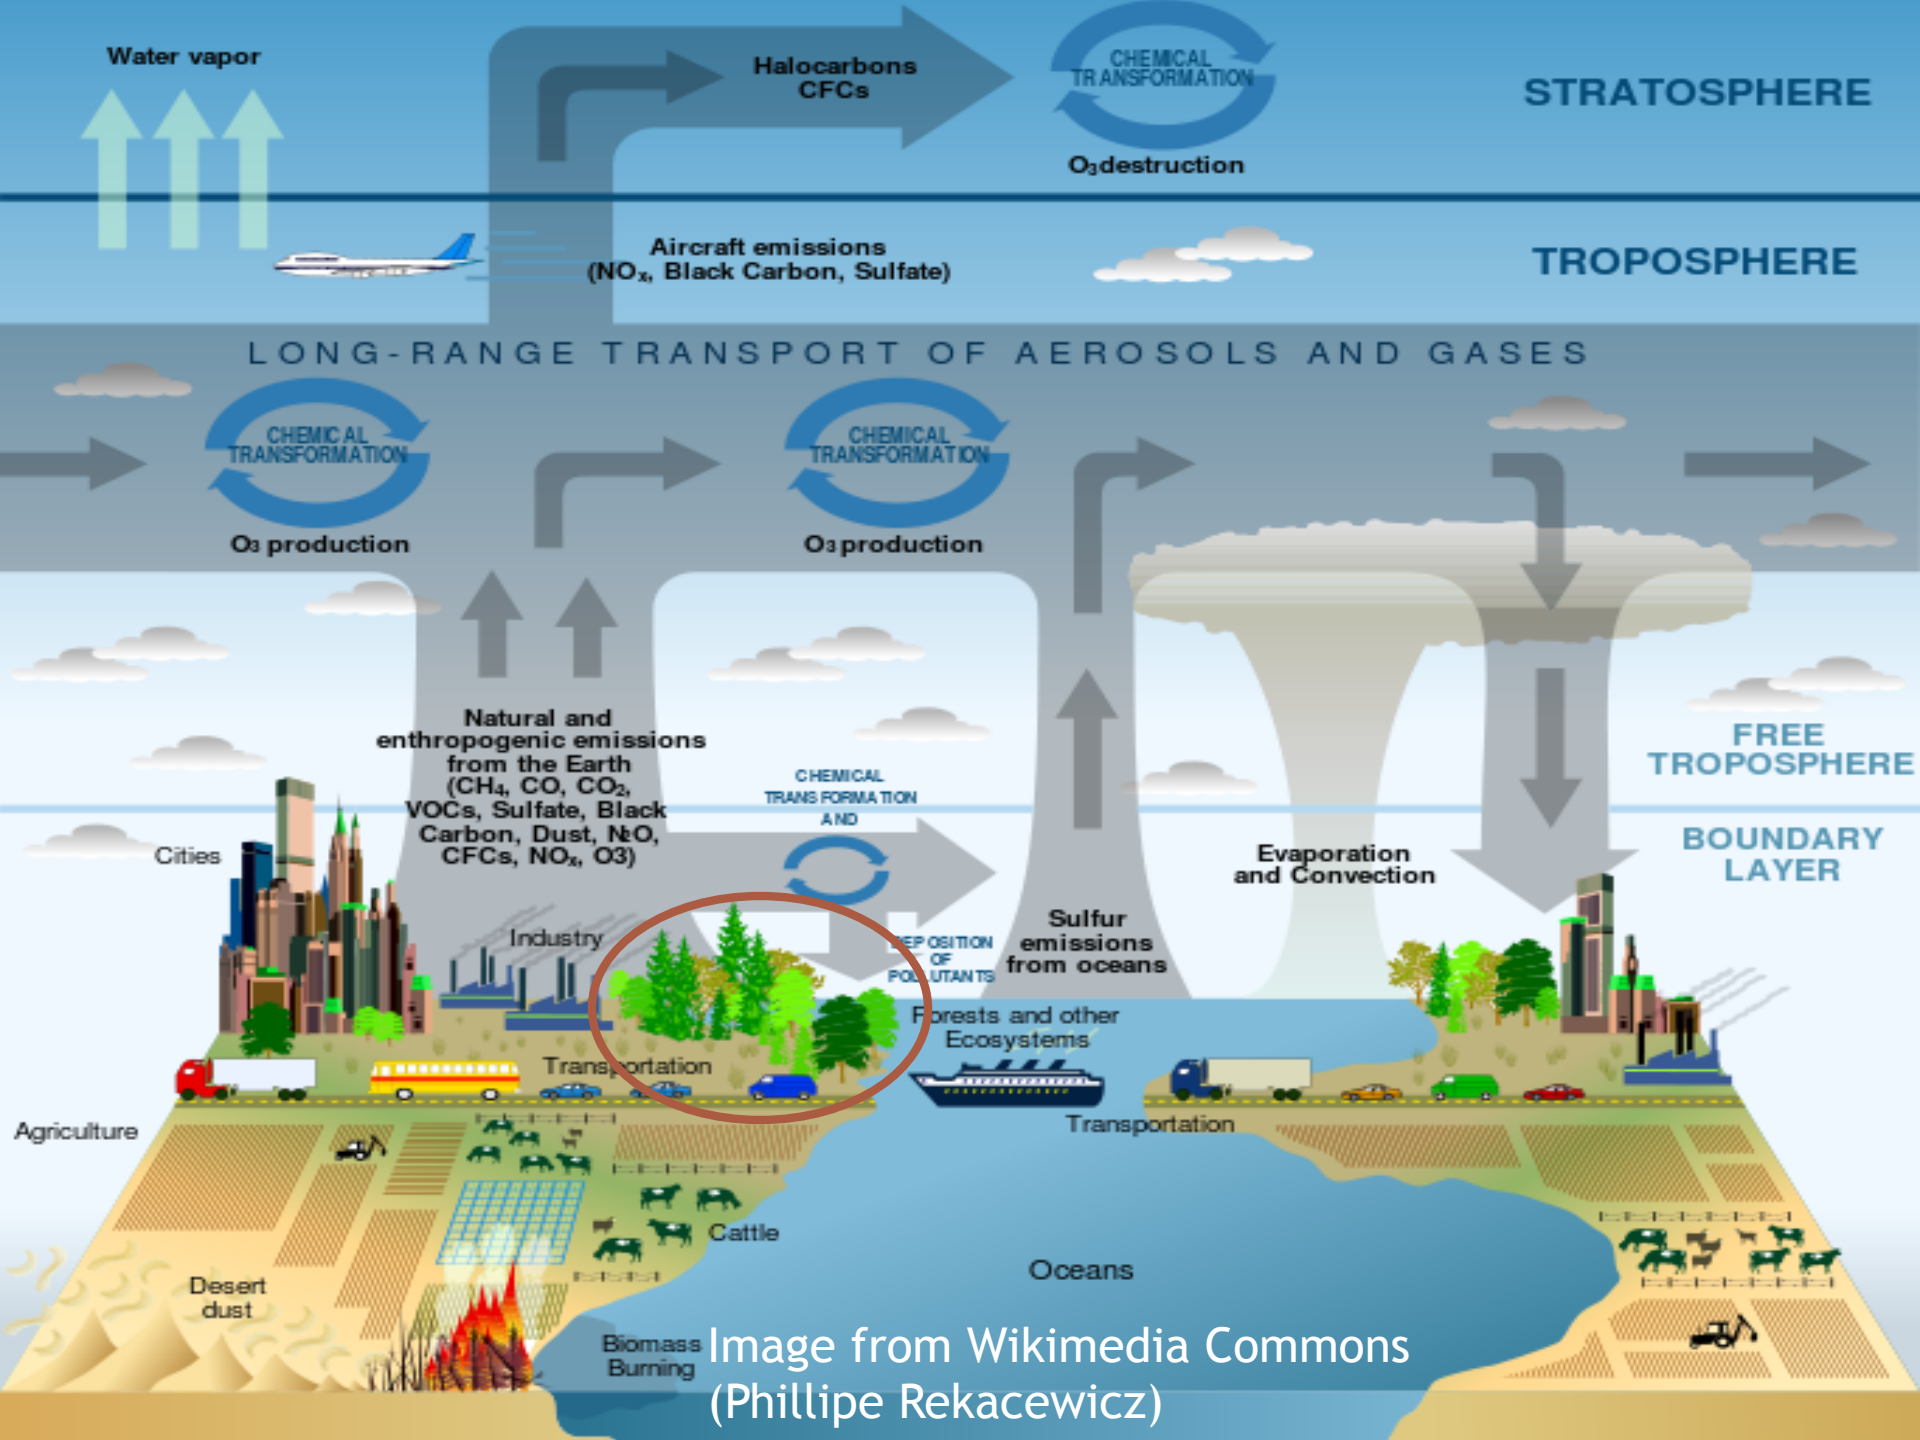 Water vapor
Halocarbons
CFCs
CHEMICAL
TRANSFORMATION
STRATOSPHERE
O3 destruction
Aircraft emissions
(NOx, Black Carbon, Sulfate)
TROPOSPHERE
LONG-RANGE TRANSPORT OF AEROSOLS AND GASES
CHEMICAL
TRANSFORMATION
CHEMICAL
TRANSFORMATION
O3 production
O3 production
Natural and
enthropogenic emissions
from the Earth
(CH4, CO, CO2,
VOCs, Sulfate, Black
Carbon, Dust, N2O,
CFCs, NOx, O3)
FREE
TROPOSPHERE
CHEMICAL
TRANSFORMATION
AND
BOUNDARY
LAYER
Cities
Evaporation
and Convection
Industry
DEPOSITION
OF
POLLUTANTS
Sulfur
emissions
from oceans
Forests and other
Ecosystems
Transportation
Transportation
Agriculture
Cattle
Oceans
Desert
dust
Biomass
Burning
Image from Wikimedia Commons
(Phillipe Rekacewicz)